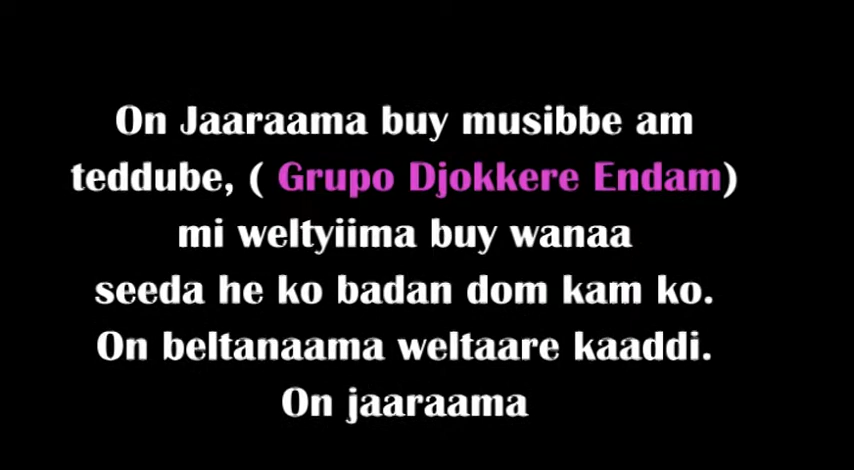 On Jaaraama buy musibbe am
teddube, ( Grupo Djokkere Endam)
mi weltyiima buy wanaa
seeda he ko badan dom kam ko.
On beltanaama weltaare kaaddi.
On jaaraama